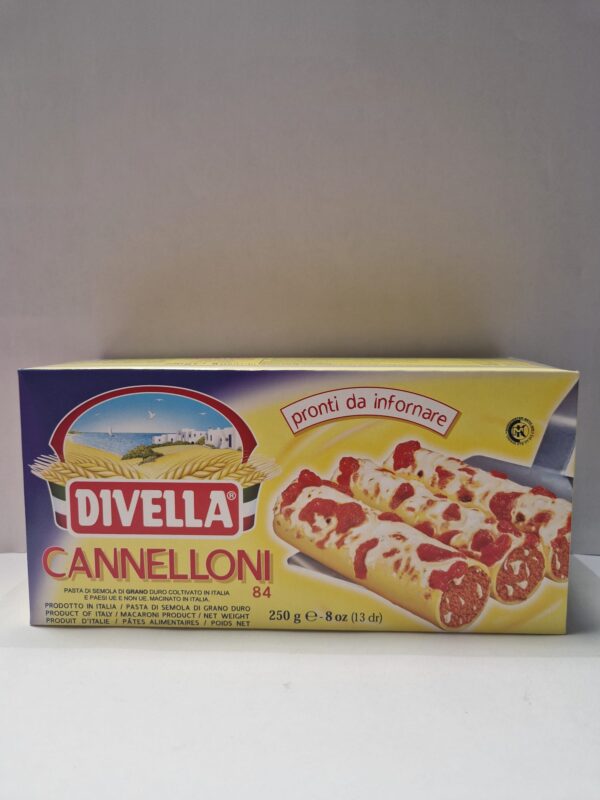 pronti da infornare
DIVELLA®
CANNELLONI
84
PASTA DI SEMOLA DI GRANO DURO COLTIVATO IN ITALIA
E PAESI UE E NON UE. MACINATO IN ITALIA.
PRODOTTO IN ITALIA / PASTA DI SEMOLA DI GRANO DURO
PRODUCT OF ITALY / MACARONI PRODUCT / NET WEIGHT
PRODUIT D'ITALIE / PÂTES ALIMENTAIRES / POIDS NET
250 g ℮ - 8 oz (13 dr)